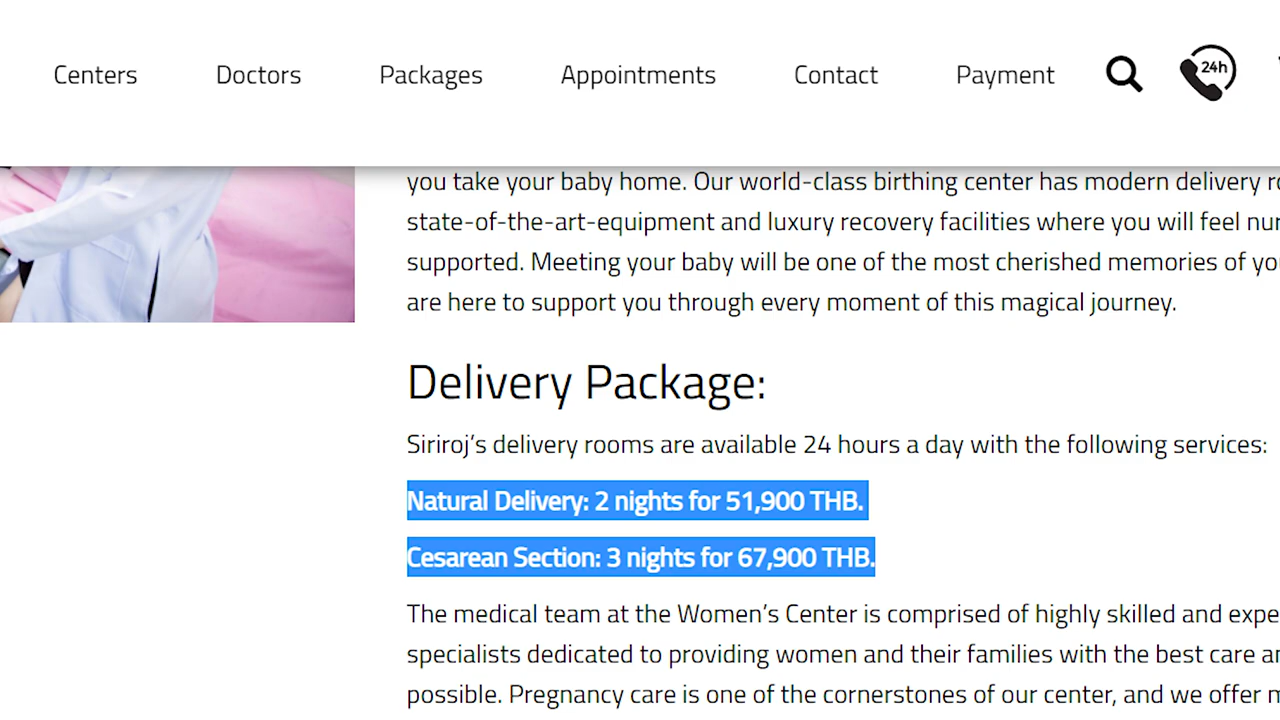 Centers Doctors Packages Appointments Contact Payment 24h
you take your baby home. Our world-class birthing center has modern delivery
state-of-the-art-equipment and luxury recovery facilities where you will feel
supported. Meeting your baby will be one of the most cherished memories of
are here to support you through every moment of this magical journey.
Delivery Package:
Siriroj’s delivery rooms are available 24 hours a day with the following services:
Natural Delivery: 2 nights for 51,900 THB.
Cesarean Section: 3 nights for 67,900 THB.
The medical team at the Women’s Center is comprised of highly skilled and
specialists dedicated to providing women and their families with the best care
possible. Pregnancy care is one of the cornerstones of our center, and we offer